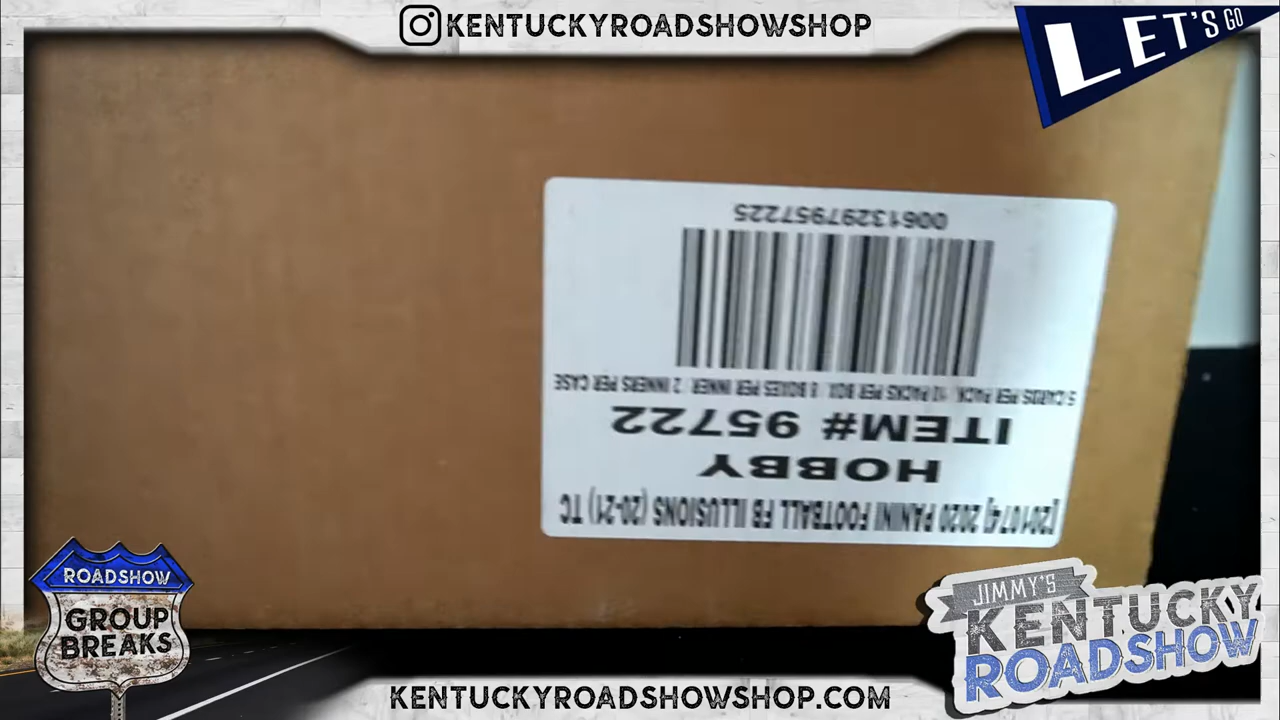 KENTUCKYROADSHOWSHOP
LET'S GO
[201074] 2020 PANINI FOOTBALL FB ILLUSIONS (20-21) TC
HOBBY
ITEM# 95722
5 CARDS PER PACK 10 PACKS PER BOX 8 BOXES PER INNER 2 INNERS PER CASE
00613297957225
ROADSHOW
GROUP
BREAKS
JIMMY'S
KENTUCKY
ROADSHOW
KENTUCKYROADSHOWSHOP.COM